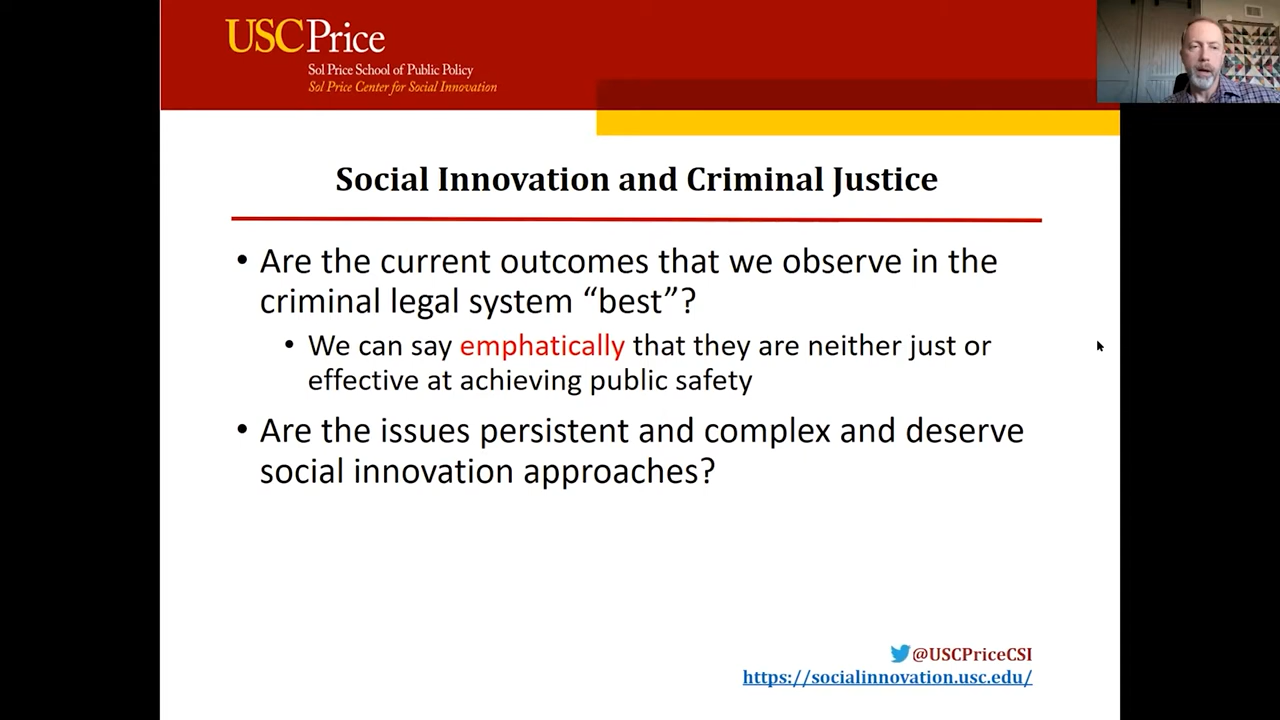 USCPrice
Sol Price School of Public Policy
Sol Price Center for Social Innovation
Social Innovation and Criminal Justice
• Are the current outcomes that we observe in the
criminal legal system “best”?
• We can say emphatically that they are neither just or
effective at achieving public safety
• Are the issues persistent and complex and deserve
social innovation approaches?
@USCPriceCSI
https://socialinnovation.usc.edu/